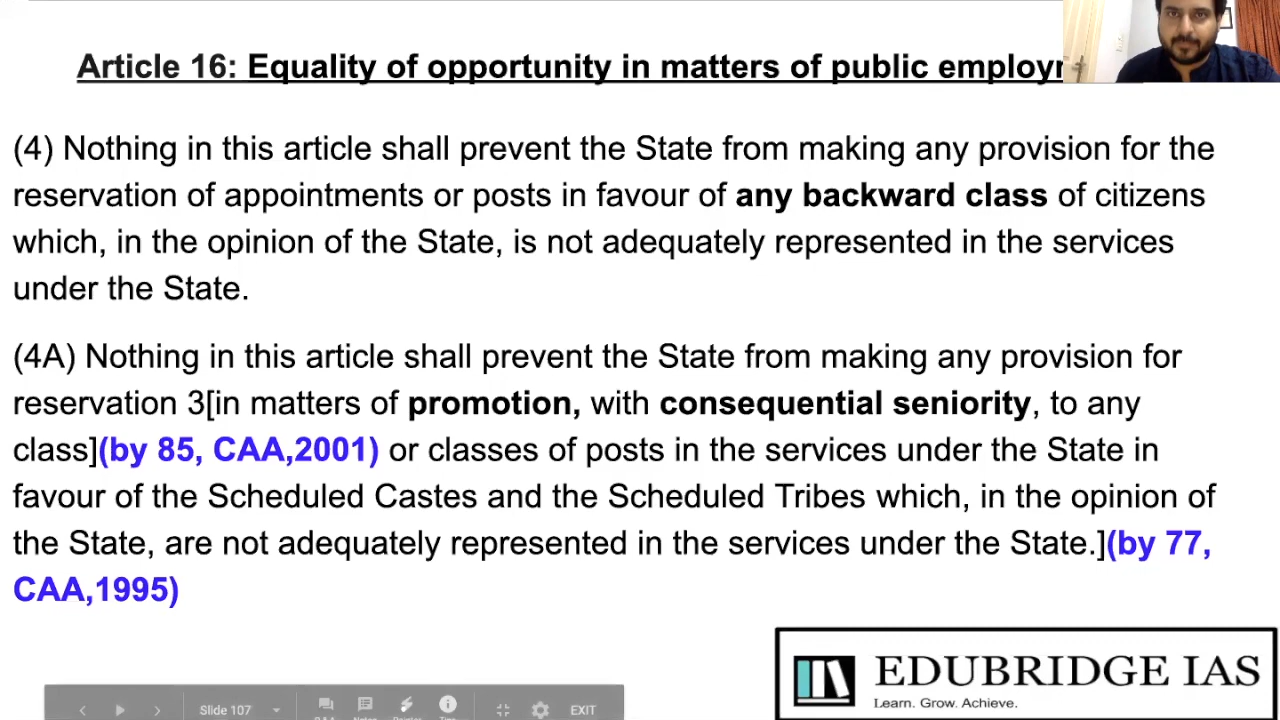 Article 16: Equality of opportunity in matters of public
(4) Nothing in this article shall prevent the State from making any provision for the
reservation of appointments or posts in favour of any backward class of citizens
which, in the opinion of the State, is not adequately represented in the services
under the State.
(4A) Nothing in this article shall prevent the State from making any provision for
reservation 3[in matters of promotion, with consequential seniority, to any
class](by 85, CAA,2001) or classes of posts in the services under the State in
favour of the Scheduled Castes and the Scheduled Tribes which, in the opinion of
the State, are not adequately represented in the services under the State.](by 77,
CAA,1995)
EDUBRIDGE IAS
Learn. Grow. Achieve.
Slide 107
EXIT